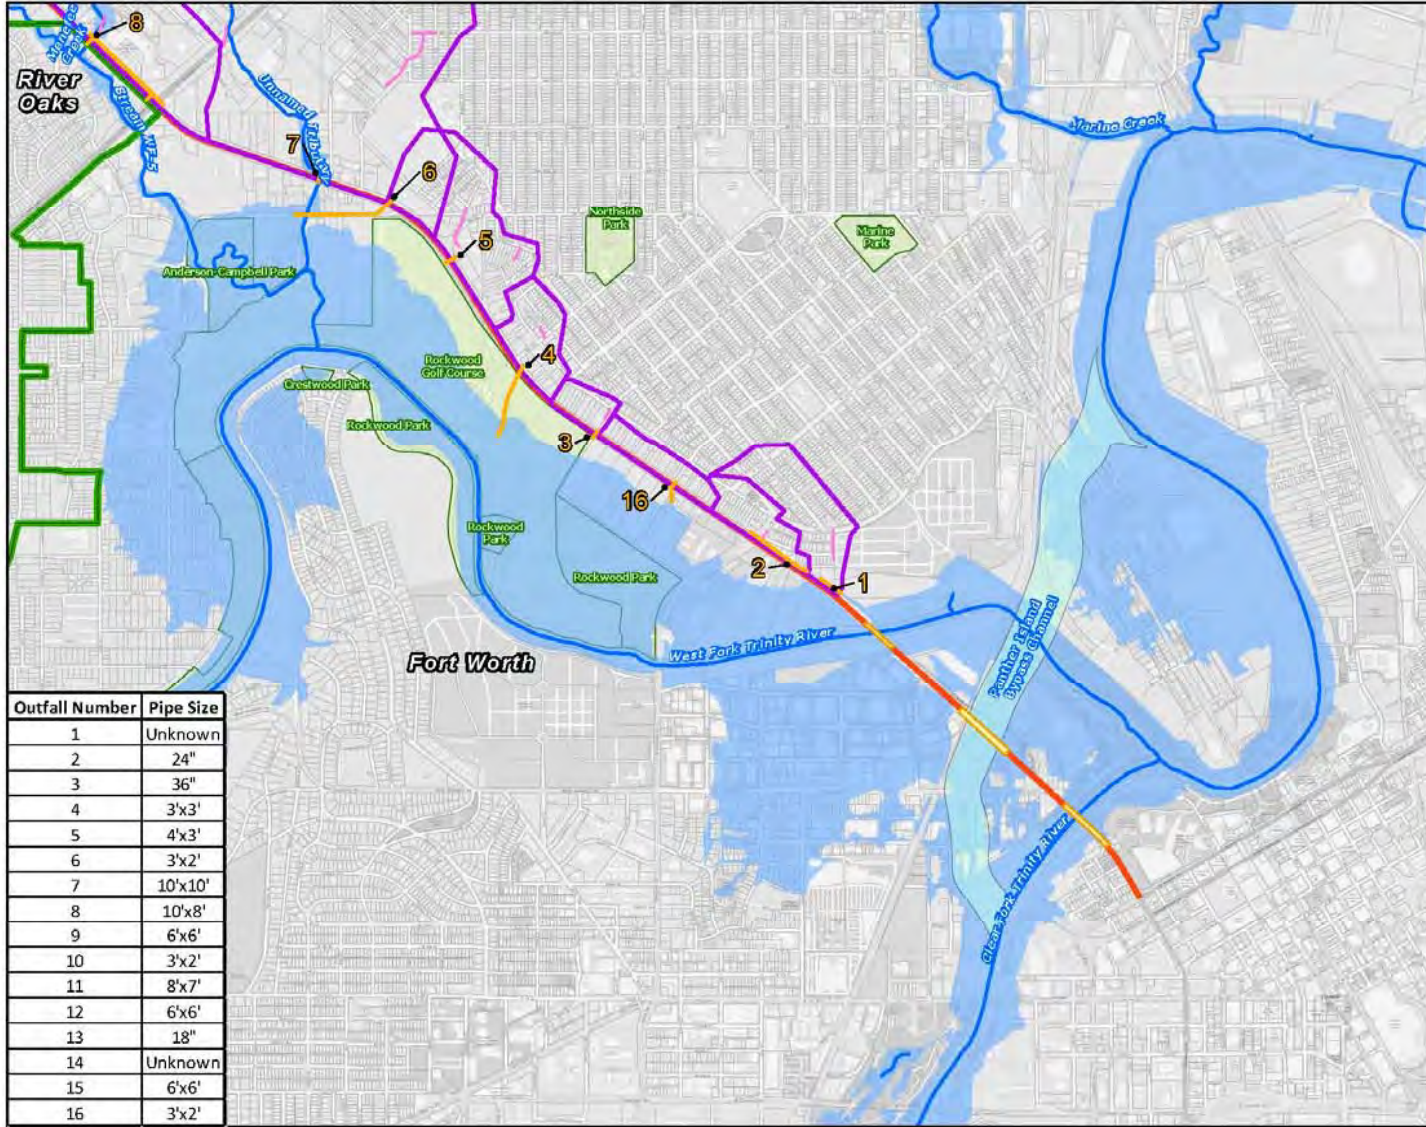 8
Menefee
Creek
River
Oaks
Stream WF-5
Unnamed Tributary
7
6
5
Northside
Park
Marine
Park
Marine Creek
Anderson-Campbell Park
Rockwood
Golf Course
4
Crestwood Park
Rockwood Park
3
16
Rockwood
Park
Rockwood Park
2
1
West Fork Trinity River
Fort Worth
Panther Island
Bypass Channel
Clear Fork Trinity River
Outfall Number Pipe Size
1 Unknown
2 24"
3 36"
4 3'x3'
5 4'x3'
6 3'x2'
7 10'x10'
8 10'x8'
9 6'x6'
10 3'x2'
11 8'x7'
12 6'x6'
13 18"
14 Unknown
15 6'x6'
16 3'x2'